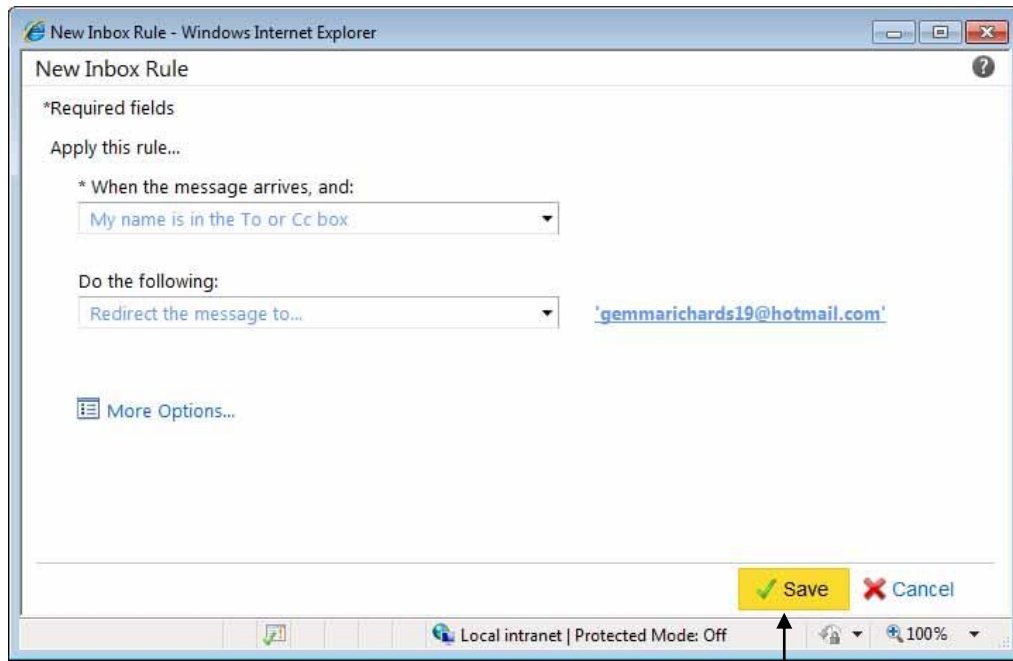 New Inbox Rule - Windows Internet Explorer
New Inbox Rule
*Required fields
Apply this rule...
* When the message arrives, and:
My name is in the To or Cc box
Do the following:
Redirect the message to...
'gemmarichards19@hotmail.com'
More Options...
Save Cancel
Local intranet | Protected Mode: Off 100%